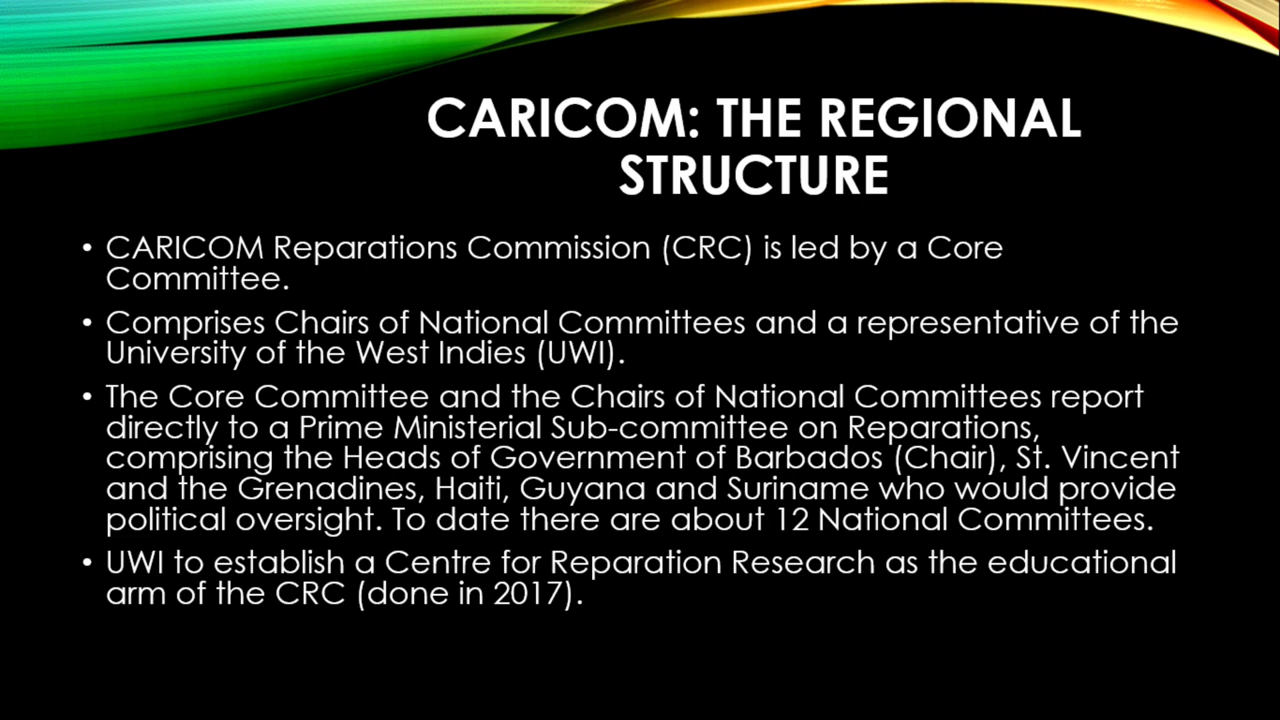 CARICOM: THE REGIONAL
STRUCTURE
• CARICOM Reparations Commission (CRC) is led by a Core
Committee.
• Comprises Chairs of National Committees and a representative of the
University of the West Indies (UWI).
• The Core Committee and the Chairs of National Committees report
directly to a Prime Ministerial Sub-committee on Reparations,
comprising the Heads of Government of Barbados (Chair), St. Vincent
and the Grenadines, Haiti, Guyana and Suriname who would provide
political oversight. To date there are about 12 National Committees.
• UWI to establish a Centre for Reparation Research as the educational
arm of the CRC (done in 2017).